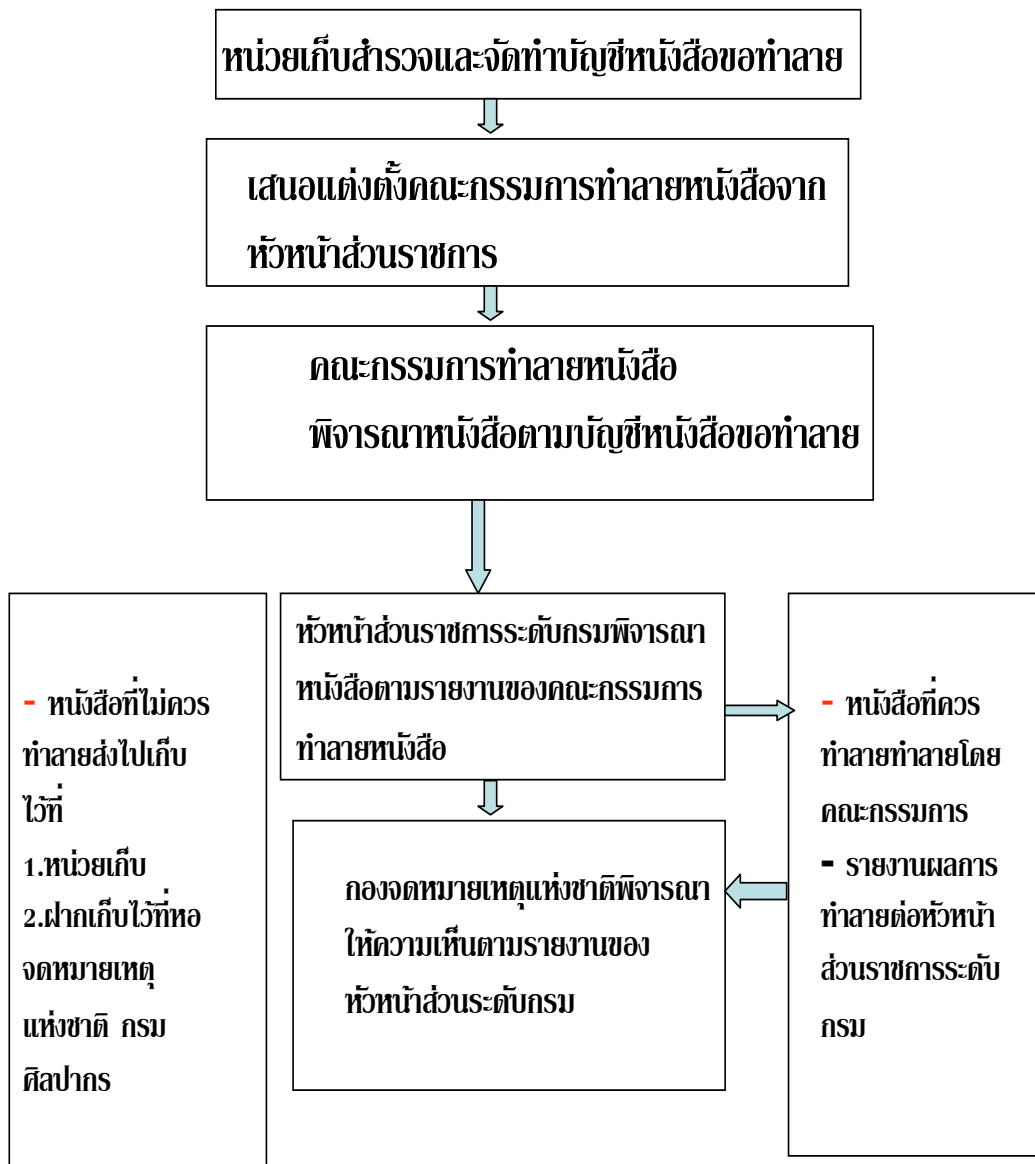 หน่วยเก็บสำรวจและจัดทำบัญชีหนังสือขอทำลาย
เสนอแต่งตั้งคณะกรรมการทำลายหนังสือจาก
หัวหน้าส่วนราชการ
คณะกรรมการทำลายหนังสือ
พิจารณาหนังสือตามบัญชีหนังสือขอทำลาย
หัวหน้าส่วนราชการระดับกรมพิจารณา
หนังสือตามรายงานของคณะกรรมการ
ทำลายหนังสือ
- หนังสือที่ไม่ควร
ทำลายส่งไปเก็บ
ไว้ที่
1.หน่วยเก็บ
2.ฝากเก็บไว้ที่หอ
จดหมายเหตุ
แห่งชาติ กรม
ศิลปากร
- หนังสือที่ควร
ทำลายทำลายโดย
คณะกรรมการ
- รายงานผลการ
ทำลายต่อหัวหน้า
ส่วนราชการระดับ
กรม
กองจดหมายเหตุแห่งชาติพิจารณา
ให้ความเห็นตามรายงานของ
หัวหน้าส่วนระดับกรม